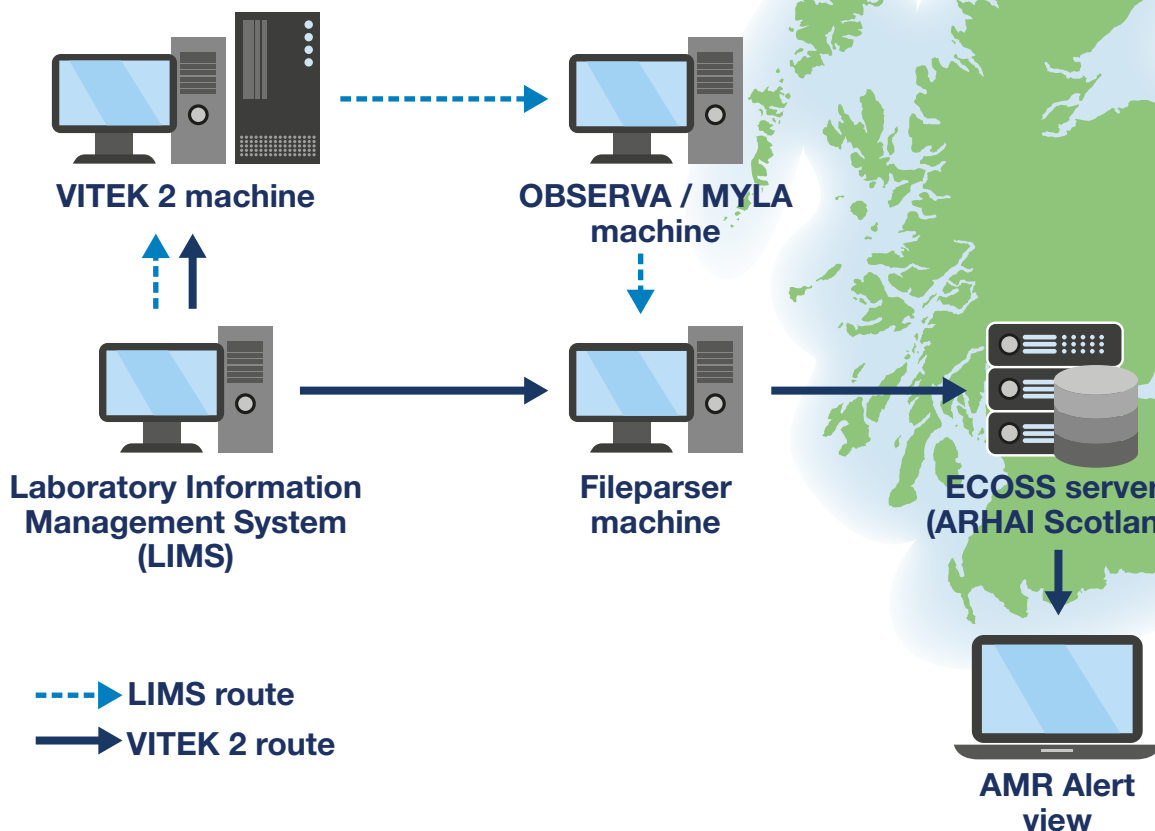 VITEK 2 machine
OBSERVA / MYLA
machine
Laboratory Information
Management System
(LIMS)
Fileparser
machine
ECOSS server
(ARHAI Scotlan
LIMS route
VITEK 2 route
AMR Alert
view